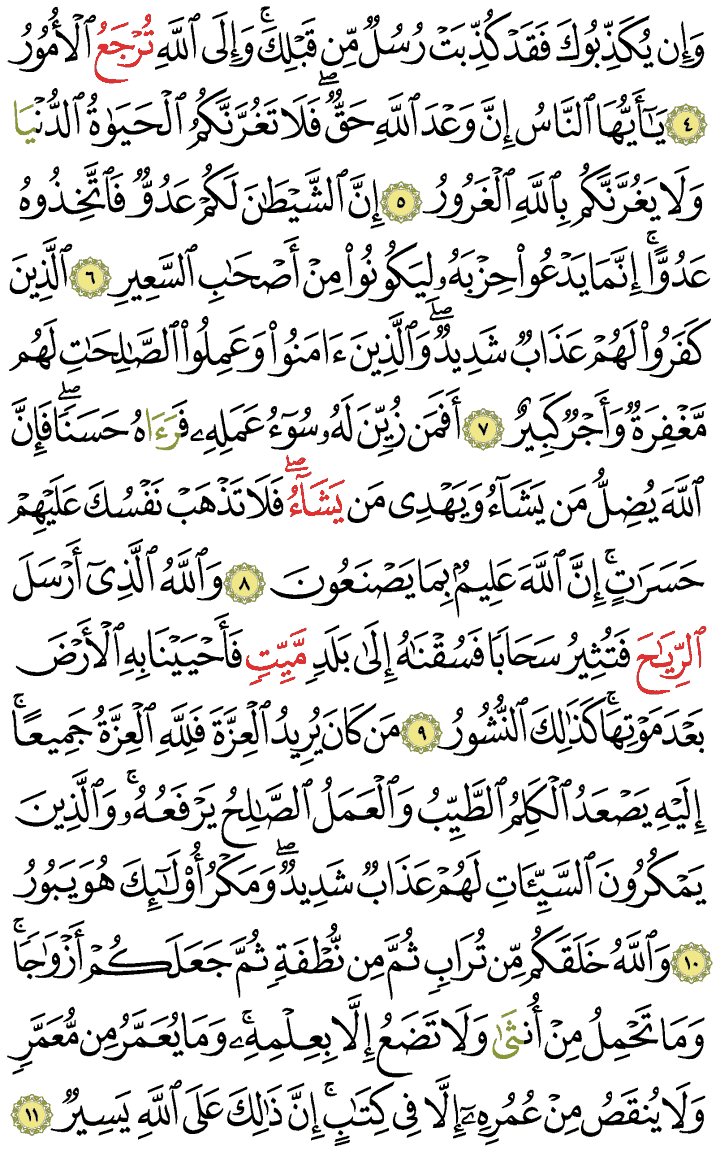 وَإِن يُكَذِّبُوكَ فَقَدْ كُذِّبَتْ رُسُلٌ مِّن قَبْلِكَۚ وَإِلَى ٱللَّهِ تُرْجَعُ ٱلْأُمُورُ
٤ يَـٰٓأَيُّهَا ٱلنَّاسُ إِنَّ وَعْدَ ٱللَّهِ حَقٌّۖ فَلَا تَغُرَّنَّكُمُ ٱلْحَيَوٰةُ ٱلدُّنْيَا
وَلَا يَغُرَّنَّكُم بِٱللَّهِ ٱلْغَرُورُ ٥ إِنَّ ٱلشَّيْطَـٰنَ لَكُمْ عَدُوٌّ فَٱتَّخِذُوهُ
عَدُوًّاۚ إِنَّمَا يَدْعُوا۟ حِزْبَهُۥ لِيَكُونُوا۟ مِنْ أَصْحَـٰبِ ٱلسَّعِيرِ ٦ ٱلَّذِينَ
كَفَرُوا۟ لَهُمْ عَذَابٌ شَدِيدٌۖ وَٱلَّذِينَ ءَامَنُوا۟ وَعَمِلُوا۟ ٱلصَّـٰلِحَـٰتِ لَهُم
مَّغْفِرَةٌ وَأَجْرٌ كَبِيرٌ ٧ أَفَمَن زُيِّنَ لَهُۥ سُوٓءُ عَمَلِهِۦ فَرَءَاهُ حَسَنًاۖ فَإِنَّ
ٱللَّهَ يُضِلُّ مَن يَشَآءُ وَيَهْدِى مَن يَشَآءُۖ فَلَا تَذْهَبْ نَفْسُكَ عَلَيْهِمْ
حَسَرَٰتٍۚ إِنَّ ٱللَّهَ عَلِيمٌۢ بِمَا يَصْنَعُونَ ٨ وَٱللَّهُ ٱلَّذِىٓ أَرْسَلَ
ٱلرِّيَـٰحَ فَتُثِيرُ سَحَابًا فَسُقْنَـٰهُ إِلَىٰ بَلَدٍ مَّيِّتٍ فَأَحْيَيْنَا بِهِ ٱلْأَرْضَ
بَعْدَ مَوْتِهَاۚ كَذَٰلِكَ ٱلنُّشُورُ ٩ مَن كَانَ يُرِيدُ ٱلْعِزَّةَ فَلِلَّهِ ٱلْعِزَّةُ جَمِيعًاۚ
إِلَيْهِ يَصْعَدُ ٱلْكَلِمُ ٱلطَّيِّبُ وَٱلْعَمَلُ ٱلصَّـٰلِحُ يَرْفَعُهُۥۚ وَٱلَّذِينَ
يَمْكُرُونَ ٱلسَّيِّـَٔاتِ لَهُمْ عَذَابٌ شَدِيدٌۖ وَمَكْرُ أُو۟لَـٰٓئِكَ هُوَ يَبُورُ
١٠ وَٱللَّهُ خَلَقَكُم مِّن تُرَابٍ ثُمَّ مِن نُّطْفَةٍ ثُمَّ جَعَلَكُمْ أَزْوَٰجًاۚ
وَمَا تَحْمِلُ مِنْ أُنثَىٰ وَلَا تَضَعُ إِلَّا بِعِلْمِهِۦۚ وَمَا يُعَمَّرُ مِن مُّعَمَّرٍ
وَلَا يُنقَصُ مِنْ عُمُرِهِۦٓ إِلَّا فِى كِتَـٰبٍۚ إِنَّ ذَٰلِكَ عَلَى ٱللَّهِ يَسِيرٌ ١١